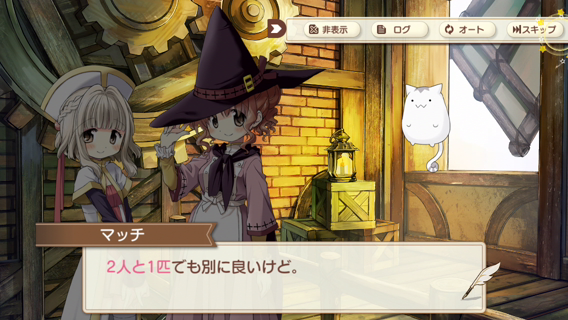 非表示
ログ
オート
スキップ
マッチ
2人と1匹でも別に良いけど。